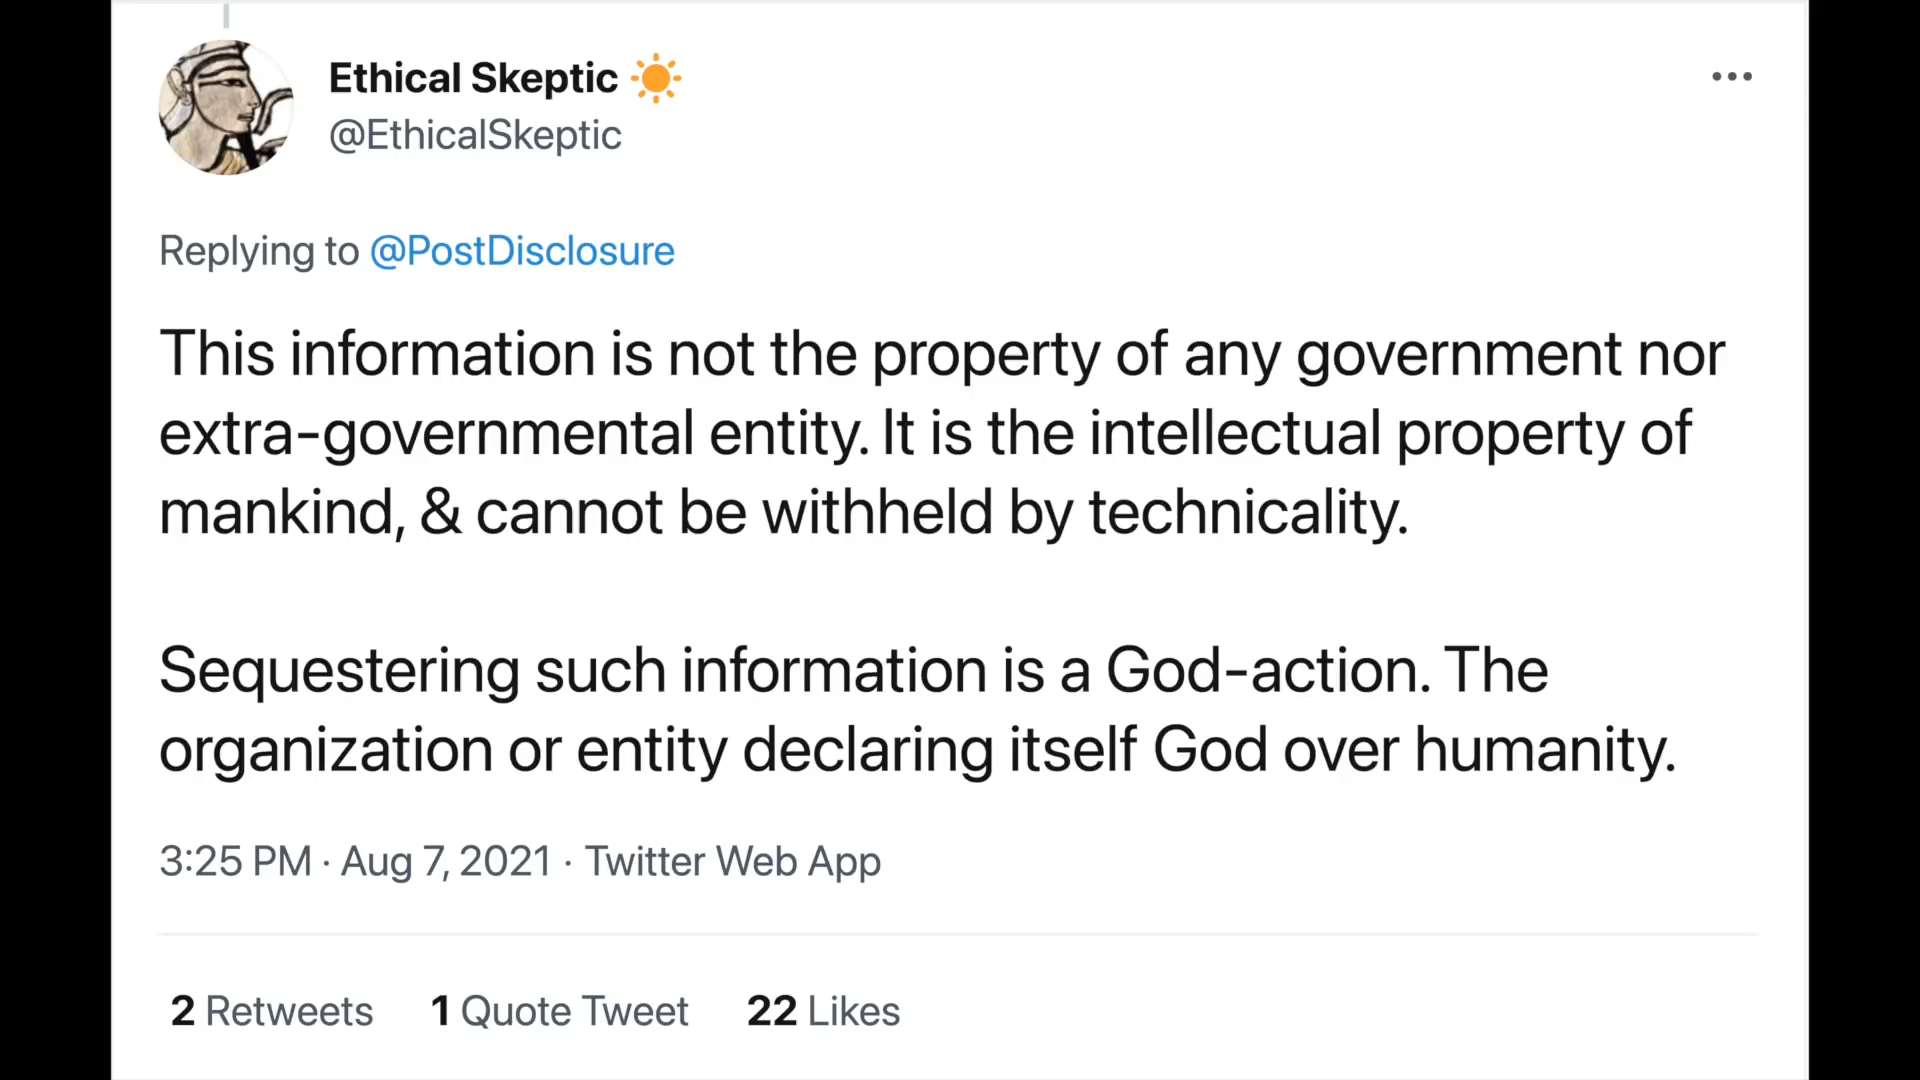 Ethical Skeptic ☀️
@EthicalSkeptic
Replying to @PostDisclosure
This information is not the property of any government nor
extra-governmental entity. It is the intellectual property of
mankind, & cannot be withheld by technicality.
Sequestering such information is a God-action. The
organization or entity declaring itself God over humanity.
3:25 PM · Aug 7, 2021 · Twitter Web App
2 Retweets 1 Quote Tweet 22 Likes